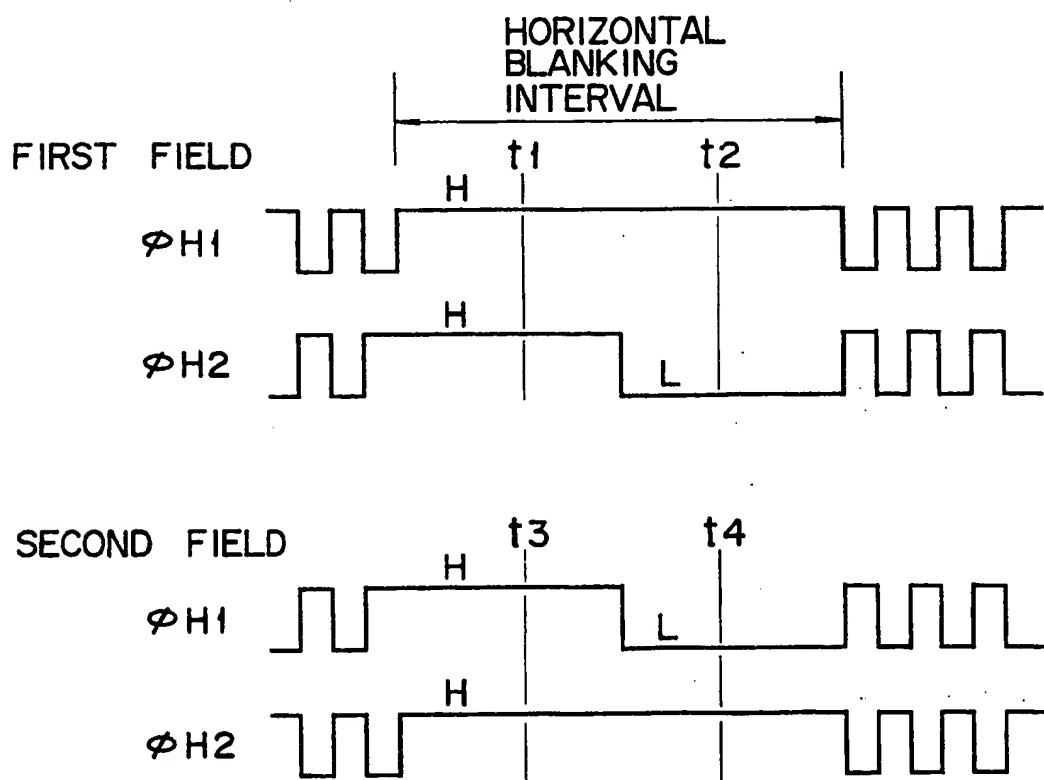 HORIZONTAL
BLANKING
INTERVAL
FIRST FIELD
t1
t2
H
φH1
H
φH2
L
SECOND FIELD
t3
t4
H
φH1
L
H
φH2